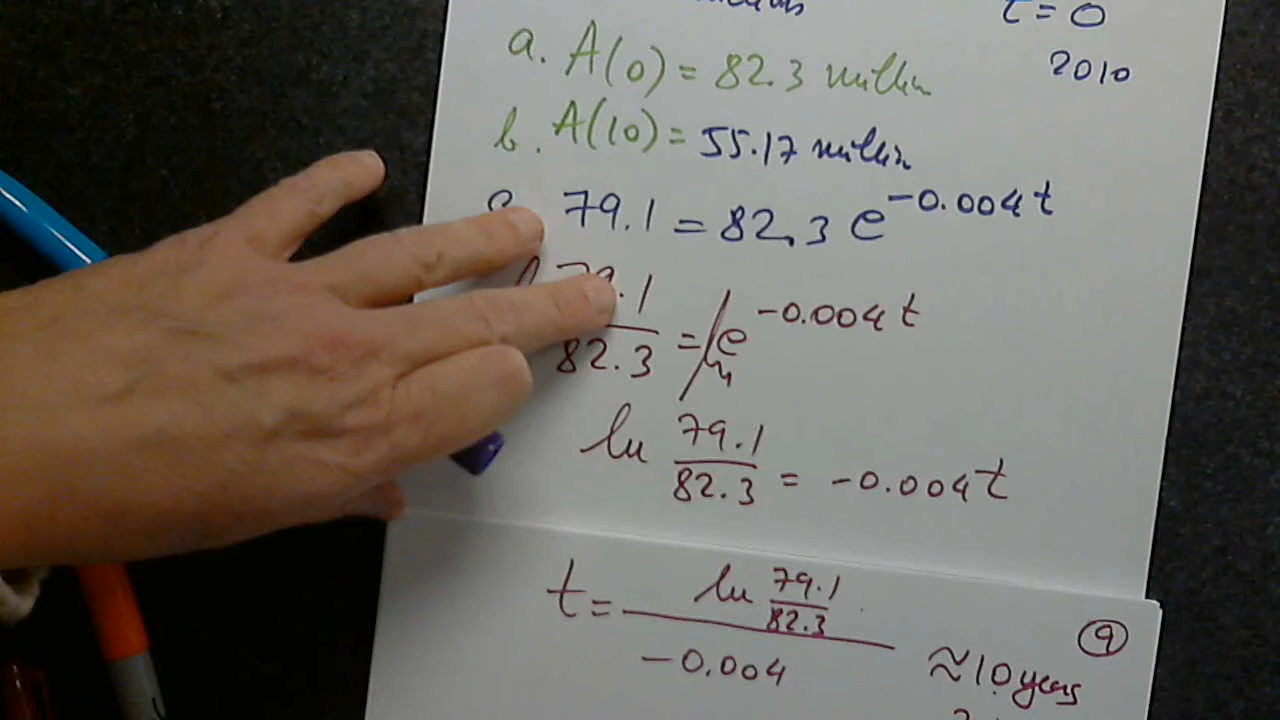 t = 0
2010
a. A(0) = 82.3 million
b. A(10) = 55.17 million
79.1 = 82.3 e^-0.004t
79.1/82.3 = e^-0.004t
ln 79.1/82.3 = -0.004t
t = ln 79.1/82.3 / -0.004 ≈ 10 years
9